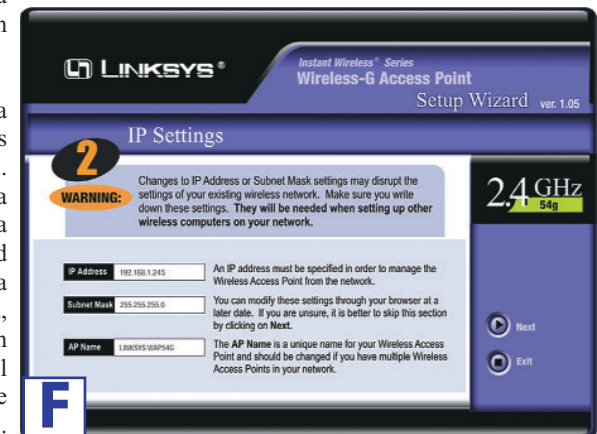 LINKSYS®
Instant Wireless® Series
Wireless-G Access Point
Setup Wizard ver. 1.05
IP Settings
2
WARNING:
Changes to IP Address or Subnet Mask settings may disrupt the
settings of your existing wireless network. Make sure you write
down these settings. They will be needed when setting up other
wireless computers on your network.
2.4 GHz
54g
IP Address 192.168.1.245
An IP address must be specified in order to manage the
Wireless Access Point from the network.
Subnet Mask 255.255.255.0
You can modify these settings through your browser at a
later date. If you are unsure, it is better to skip this section
by clicking on Next.
AP Name LINKSYS WAP54G
The AP Name is a unique name for your Wireless Access
Point and should be changed if you have multiple Wireless
Access Points in your network.
Next
Exit
F